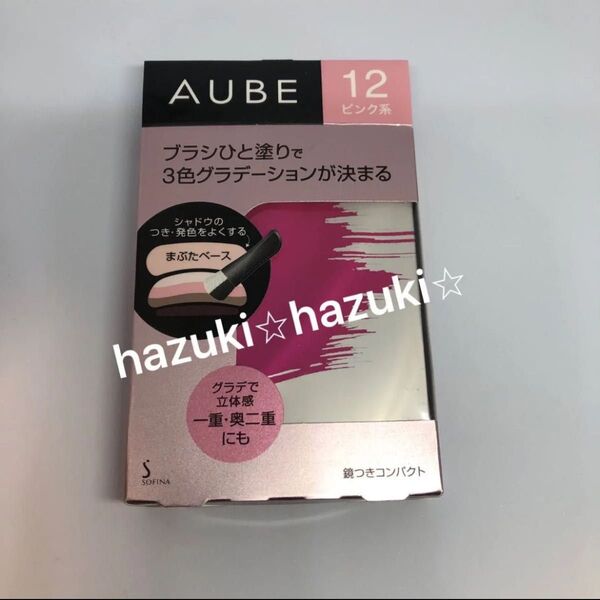 AUBE
12
ピンク系
ブラシひと塗りで
3色グラデーションが決まる
シャドウの
つき・発色をよくする
まぶたベース
hazuki☆hazuki☆
グラデで
立体感
一重・奥二重
にも
S
SOFINA
鏡つきコンパクト